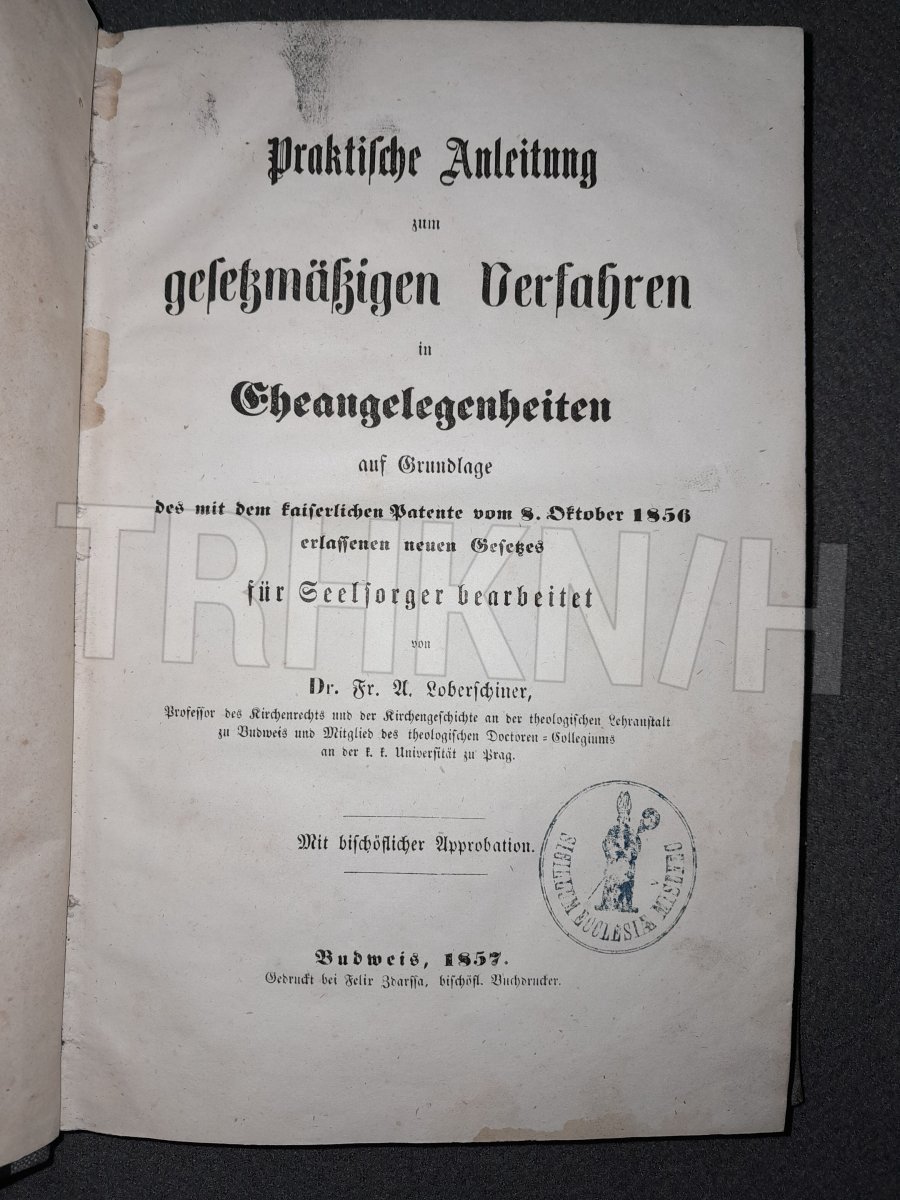 Praktische Anleitung
zum
gesetzmäßigen Verfahren
in
Eheangelegenheiten
auf Grundlage
des mit dem kaiserlichen Patente vom 8. Oktober 1856
erlassenen neuen Gesetzes
für Seelsorger bearbeitet
von
Dr. Fr. A. Loberschiner,
Professor des Kirchenrechts und der Kirchengeschichte an der theologischen Lehranstalt
zu Budweis und Mitglied des theologischen Doctoren-Collegiums
an der k. k. Universität zu Prag.
Mit bischöflicher Approbation.
ECCLESIÆ
Budweis, 1857.
Gedruckt bei Felix Zdarssa, bischöfl. Buchdrucker.
TRHKNIH